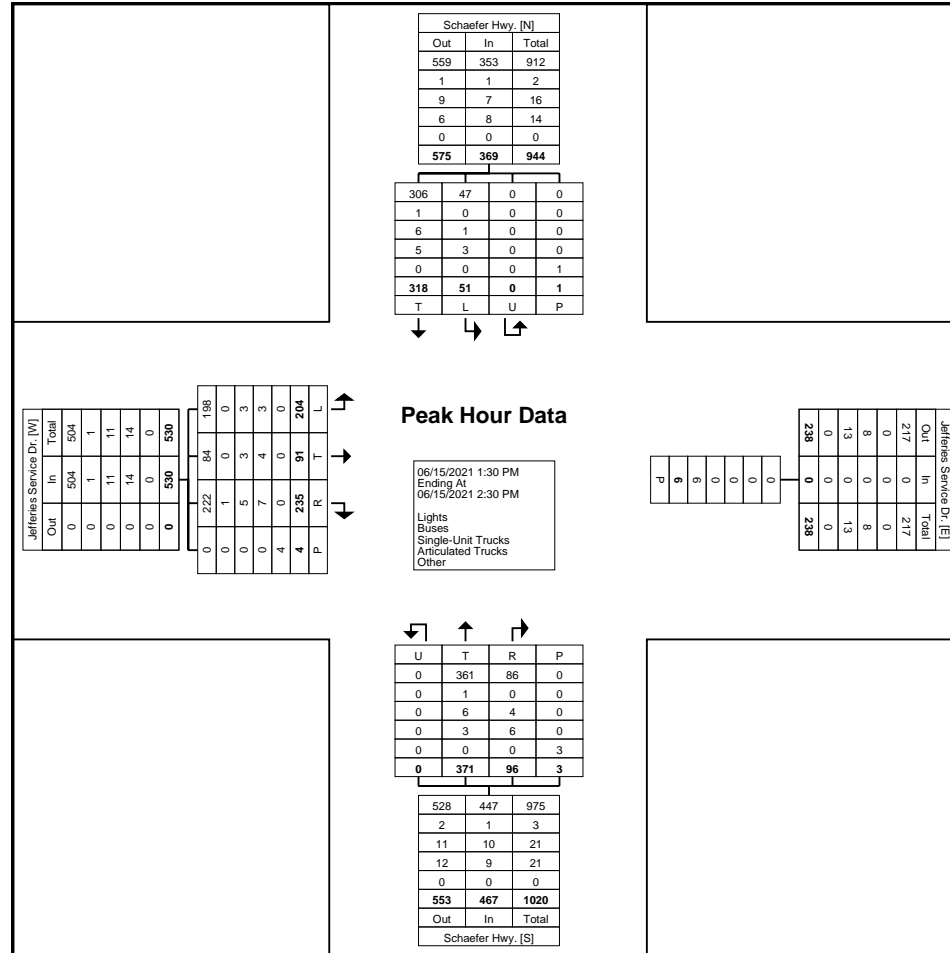 Schaefer Hwy. [N]
Out In Total
559 353 912
1 1 2
9 7 16
6 8 14
0 0 0
575 369 944
306 47 0 0
1 0 0 0
6 1 0 0
5 3 0 0
0 0 0 1
318 51 0 1
T L U P
Jefferies Service Dr. [W]
Out In Total
0 504 504
0 1 1
0 11 11
0 14 14
0 0 0
0 530 530
0 222 84 198
0 1 0 0
0 5 3 3
0 7 4 3
4 0 0 0
4 235 91 204
P R T L
Peak Hour Data
06/15/2021 1:30 PM
Ending At
06/15/2021 2:30 PM
Lights
Buses
Single-Unit Trucks
Articulated Trucks
Other
Jefferies Service Dr. [E]
Out In Total
217 0 217
0 0 0
8 0 8
13 0 13
0 0 0
238 0 238
0
0
0
0
6
6
P
U T R P
0 361 86 0
0 1 0 0
0 6 4 0
0 3 6 0
0 0 0 3
0 371 96 3
528 447 975
2 1 3
11 10 21
12 9 21
0 0 0
553 467 1020
Out In Total
Schaefer Hwy. [S]